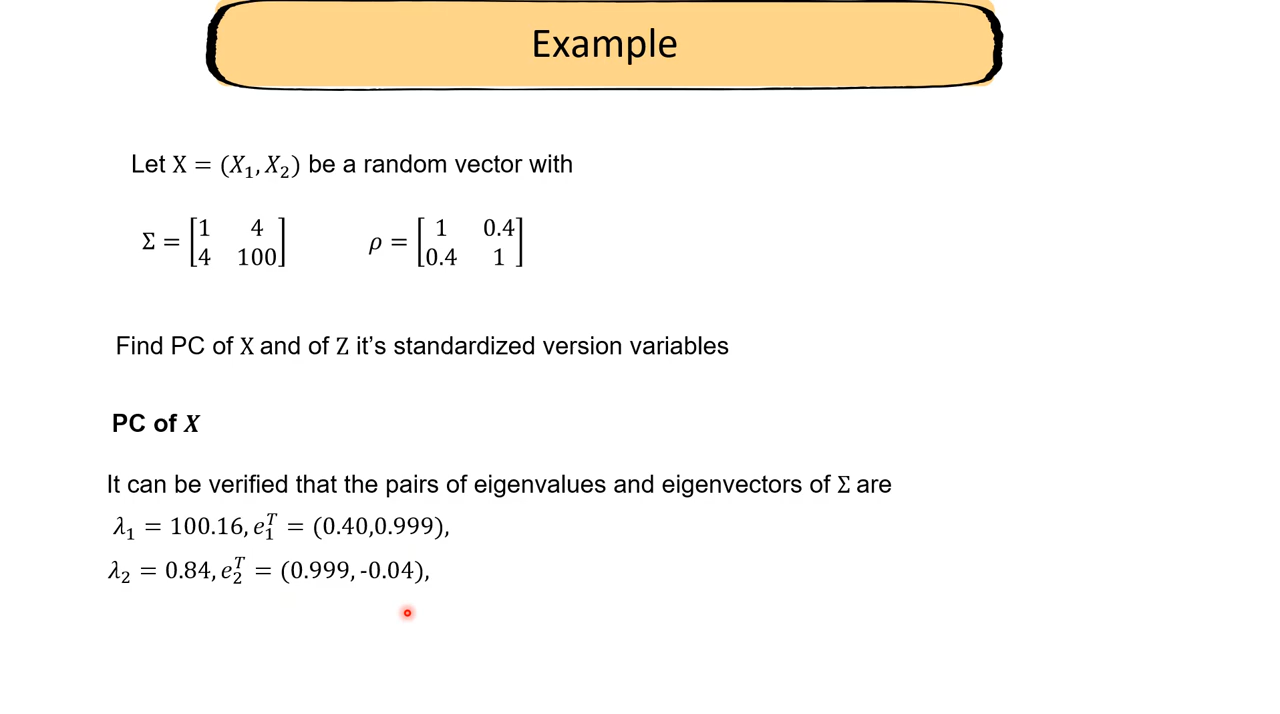 Example
Let X = (X₁, X₂) be a random vector with
Σ = [1 4; 4 100] ρ = [1 0.4; 0.4 1]
Find PC of X and of Z it's standardized version variables
PC of X
It can be verified that the pairs of eigenvalues and eigenvectors of Σ are
λ₁ = 100.16, e₁ᵀ = (0.40,0.999),
λ₂ = 0.84, e₂ᵀ = (0.999, -0.04),